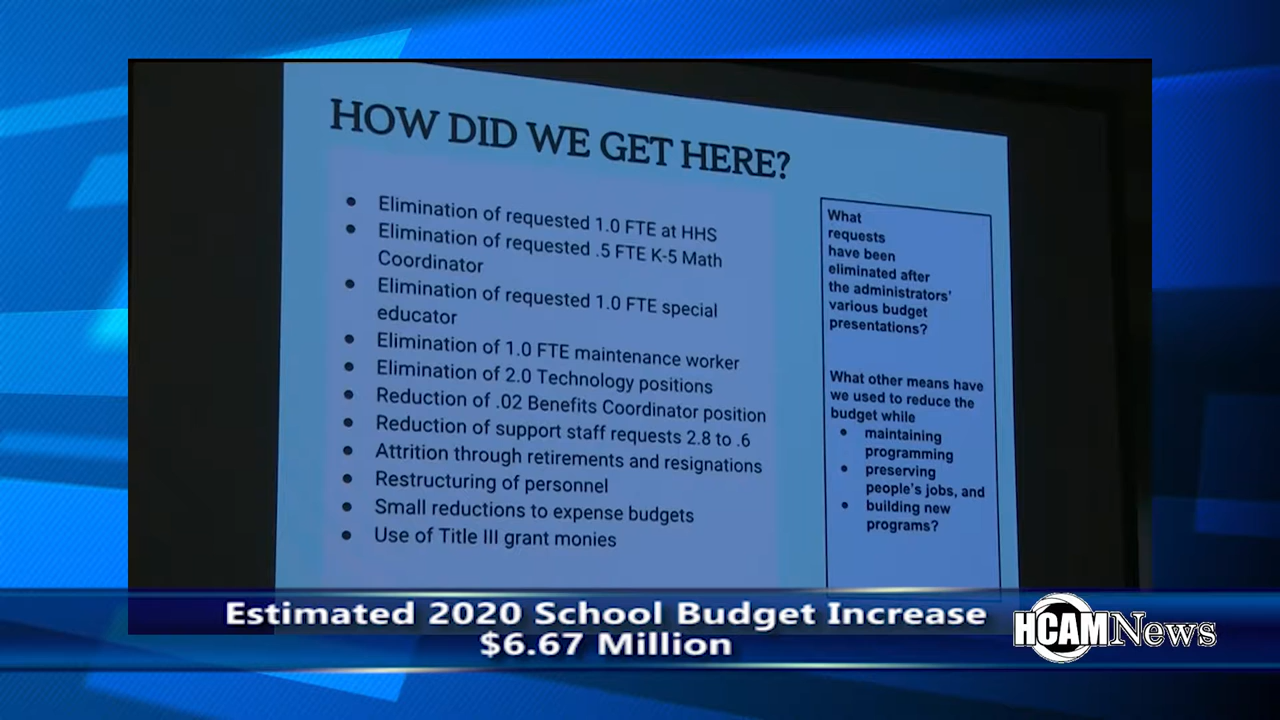 HOW DID WE GET HERE?
• Elimination of requested 1.0 FTE at HHS
• Elimination of requested .5 FTE K-5 Math
Coordinator
• Elimination of requested 1.0 FTE special
educator
• Elimination of 1.0 FTE maintenance worker
• Elimination of 2.0 Technology positions
• Reduction of .02 Benefits Coordinator position
• Reduction of support staff requests 2.8 to .6
• Attrition through retirements and resignations
• Restructuring of personnel
• Small reductions to expense budgets
• Use of Title III grant monies
What
requests
have been
eliminated after
the administrators'
various budget
presentations?
What other means have
we used to reduce the
budget while
• maintaining
programming
• preserving
people's jobs, and
• building new
programs?
Estimated 2020 School Budget Increase
$6.67 Million
HCAMNews